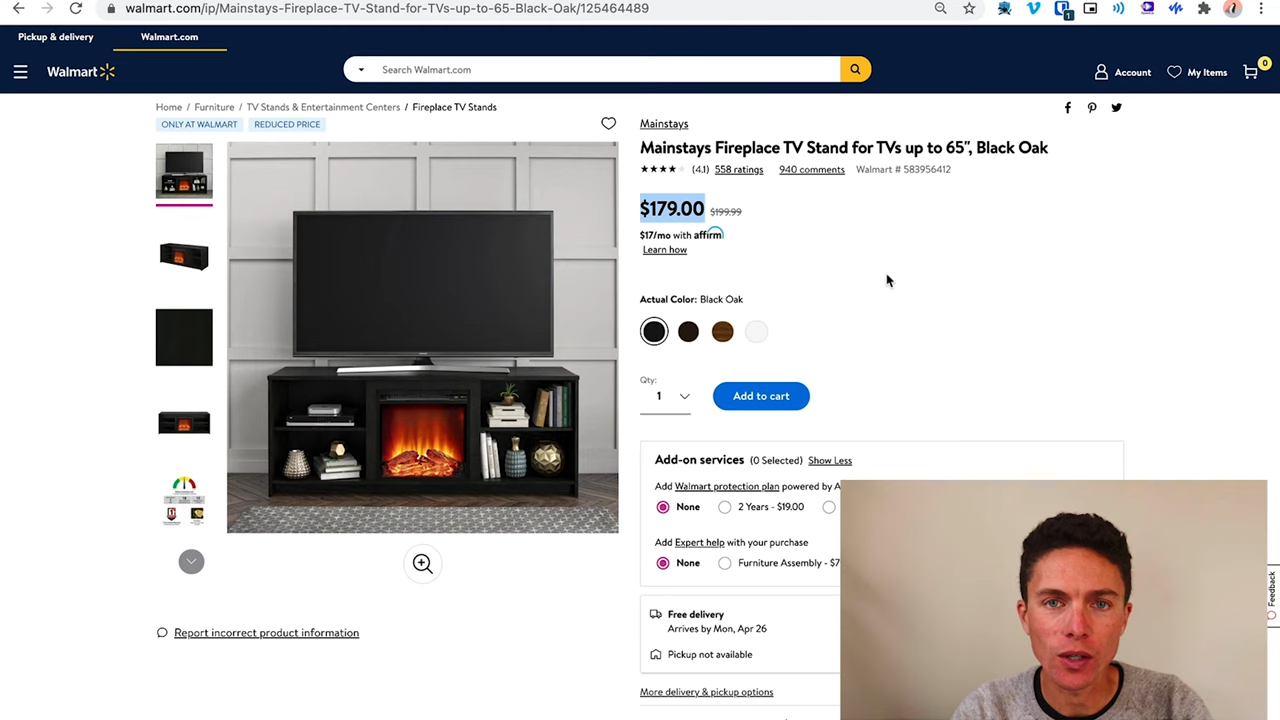 walmart.com/ip/Mainstays-Fireplace-TV-Stand-for-TVs-up-to-65-Black-Oak/125464489
1
Pickup & delivery
Walmart.com
Walmart
Search Walmart.com
Account
My Items
0
Home / Furniture / TV Stands & Entertainment Centers / Fireplace TV Stands
ONLY AT WALMART
REDUCED PRICE
Mainstays
Mainstays Fireplace TV Stand for TVs up to 65", Black Oak
(4.1) 558 ratings 940 comments Walmart # 583956412
$179.00 $199.99
$17/mo with affirm
Learn how
Actual Color: Black Oak
Qty:
1
Add to cart
Add-on services (0 Selected) Show Less
Add Walmart protection plan powered by A
None 2 Years - $19.00
Add Expert help with your purchase
None Furniture Assembly - $7
Free delivery
Arrives by Mon, Apr 26
Pickup not available
More delivery & pickup options
Report incorrect product information
Feedback